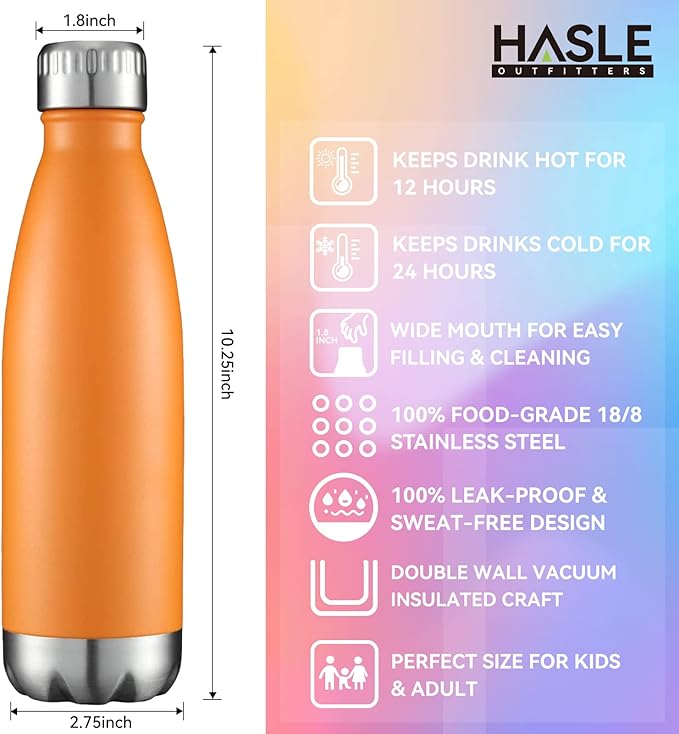 1.8inch
HASLE
OUTFITTERS
KEEPS DRINK HOT FOR
12 HOURS
KEEPS DRINKS COLD FOR
24 HOURS
1.8
INCH
WIDE MOUTH FOR EASY
FILLING & CLEANING
10.25inch
100% FOOD-GRADE 18/8
STAINLESS STEEL
100% LEAK-PROOF &
SWEAT-FREE DESIGN
DOUBLE WALL VACUUM
INSULATED CRAFT
PERFECT SIZE FOR KIDS
& ADULT
2.75inch